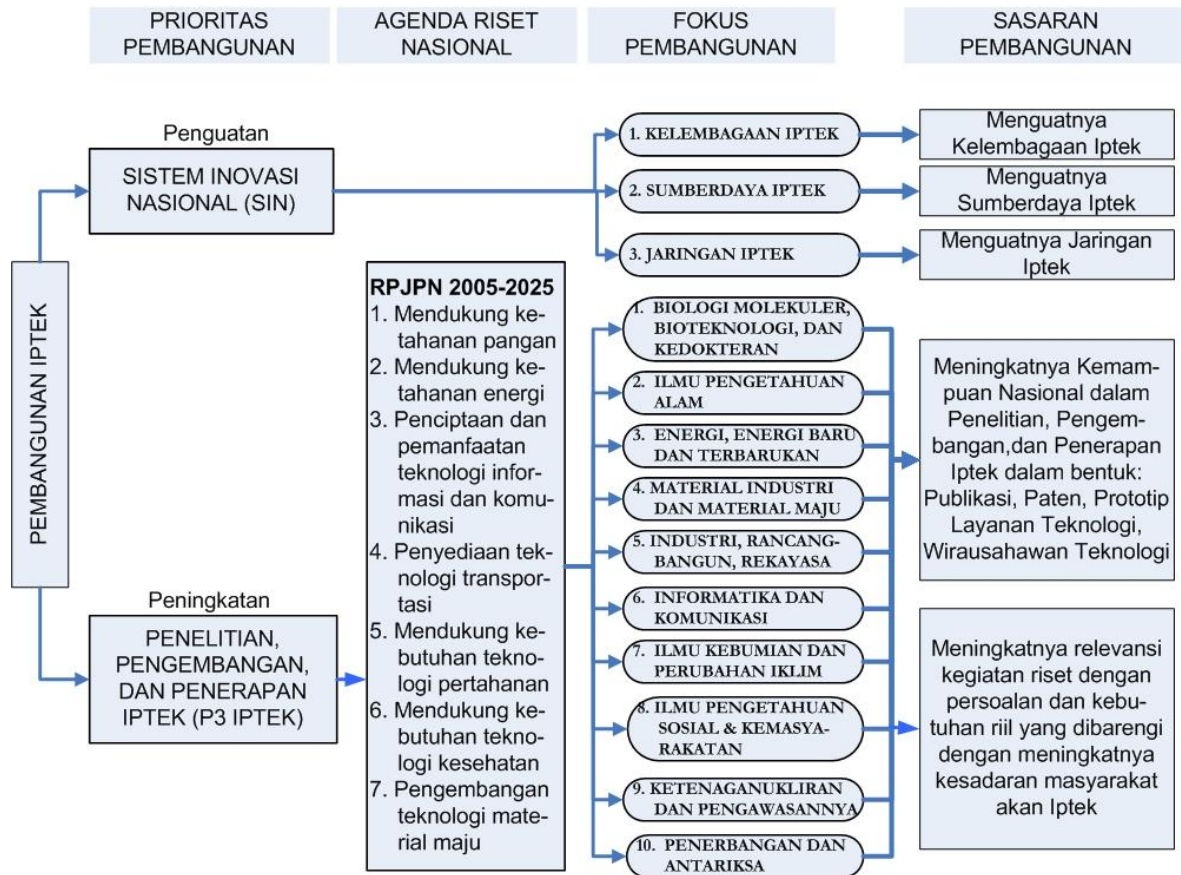 PRIORITAS
PEMBANGUNAN
AGENDA RISET
NASIONAL
FOKUS
PEMBANGUNAN
SASARAN
PEMBANGUNAN
PEMBANGUNAN IPTEK
Penguatan
SISTEM INOVASI
NASIONAL (SIN)
1. KELEMBAGAAN IPTEK
2. SUMBERDAYA IPTEK
3. JARINGAN IPTEK
Menguatnya
Kelembagaan Iptek
Menguatnya
Sumberdaya Iptek
Menguatnya Jaringan
Iptek
Peningkatan
PENELITIAN,
PENGEMBANGAN,
DAN PENERAPAN
IPTEK (P3 IPTEK)
RPJPN 2005-2025
1. Mendukung ke-
tahanan pangan
2. Mendukung ke-
tahanan energi
3. Penciptaan dan
pemanfaatan
teknologi infor-
masi dan komu-
nikasi
4. Penyediaan tek-
nologi transpor-
tasi
5. Mendukung ke-
butuhan tekno-
logi pertahanan
6. Mendukung ke-
butuhan tekno-
logi kesehatan
7. Pengembangan
teknologi mate-
rial maju
1. BIOLOGI MOLEKULER,
BIOTEKNOLOGI, DAN
KEDOKTERAN
2. ILMU PENGETAHUAN
ALAM
3. ENERGI, ENERGI BARU
DAN TERBARUKAN
4. MATERIAL INDUSTRI
DAN MATERIAL MAJU
5. INDUSTRI, RANCANG-
BANGUN, REKAYASA
6. INFORMATIKA DAN
KOMUNIKASI
7. ILMU KEBUMIAN DAN
PERUBAHAN IKLIM
8. ILMU PENGETAHUAN
SOSIAL & KEMASYA-
RAKATAN
9. KETENAGANUKLIRAN
DAN PENGAWASANNYA
10. PENERBANGAN DAN
ANTARIKSA
Meningkatnya Kemam-
puan Nasional dalam
Penelitian, Pengem-
bangan,dan Penerapan
Iptek dalam bentuk:
Publikasi, Paten, Prototip
Layanan Teknologi,
Wirausahawan Teknologi
Meningkatnya relevansi
kegiatan riset dengan
persoalan dan kebu-
tuhan riil yang dibarengi
dengan meningkatnya
kesadaran masyarakat
akan Iptek